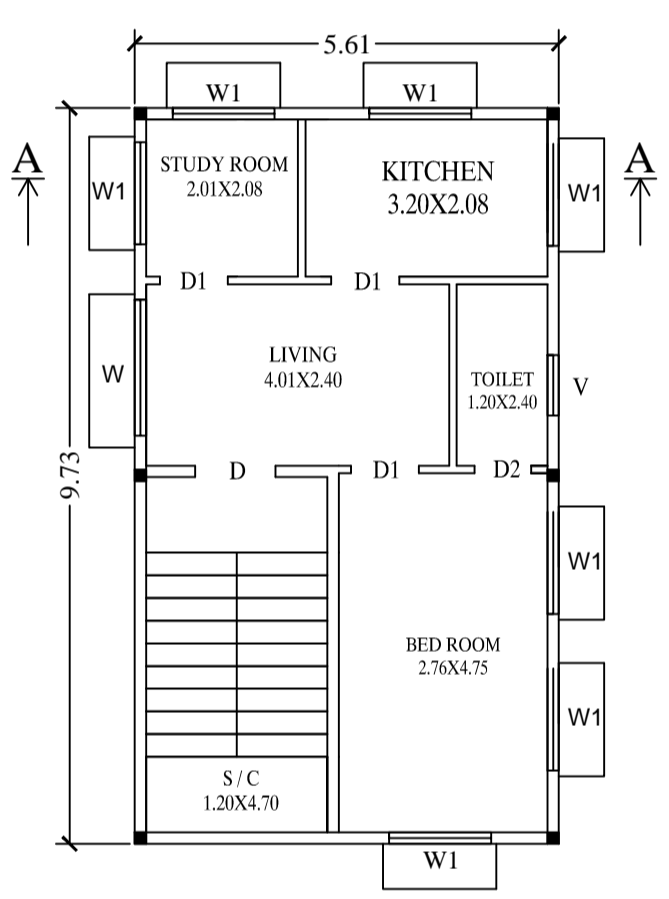 5.61
W1
W1
A
A
W1
STUDY ROOM
2.01X2.08
KITCHEN
3.20X2.08
W1
D1
D1
W
LIVING
4.01X2.40
TOILET
1.20X2.40
V
9.73
D
D1
D2
W1
BED ROOM
2.76X4.75
W1
S / C
1.20X4.70
W1